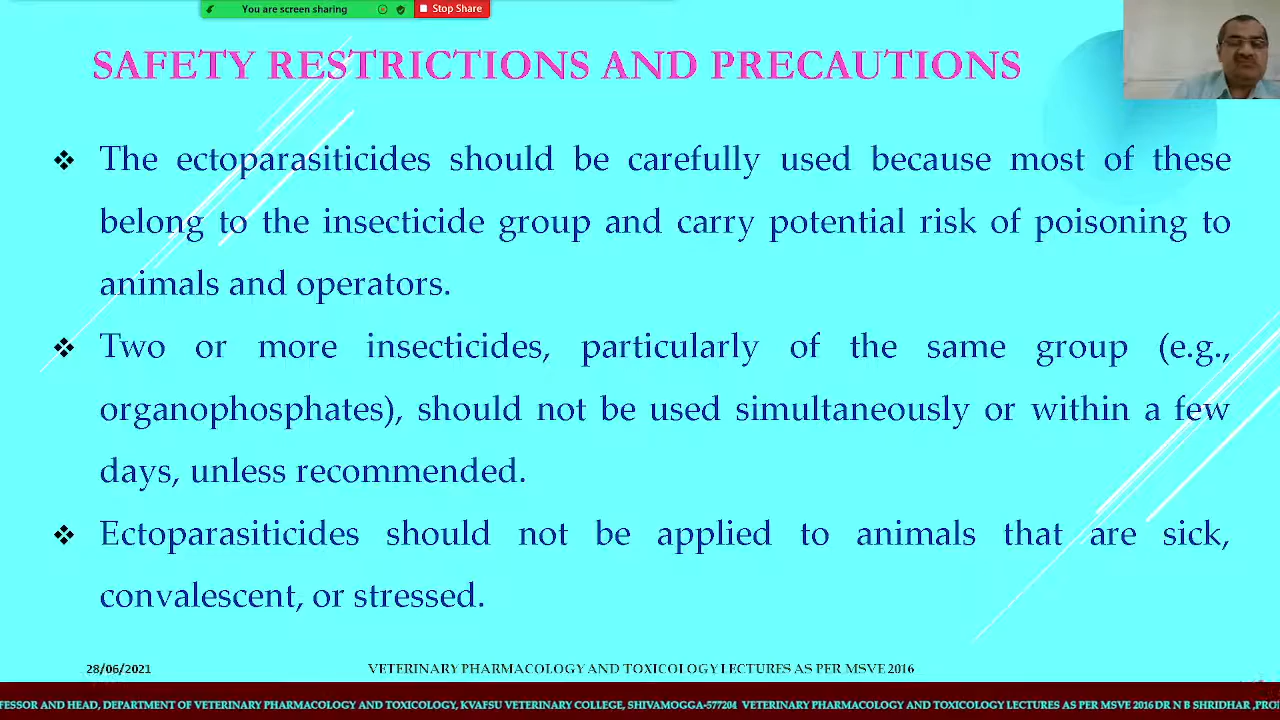 You are screen sharing
Stop Share
SAFETY RESTRICTIONS AND PRECAUTIONS
The ectoparasiticides should be carefully used because most of these
belong to the insecticide group and carry potential risk of poisoning to
animals and operators.
Two or more insecticides, particularly of the same group (e.g.,
organophosphates), should not be used simultaneously or within a few
days, unless recommended.
Ectoparasiticides should not be applied to animals that are sick,
convalescent, or stressed.
28/06/2021
VETERINARY PHARMACOLOGY AND TOXICOLOGY LECTURES AS PER MSVE 2016
FESSOR AND HEAD, DEPARTMENT OF VETERINARY PHARMACOLOGY AND TOXICOLOGY, KVAFSU VETERINARY COLLEGE, SHIVAMOGGA-577204 VETERINARY PHARMACOLOGY AND TOXICOLOGY LECTURES AS PER MSVE 2016 DR N B SHRIDHAR ,PRO